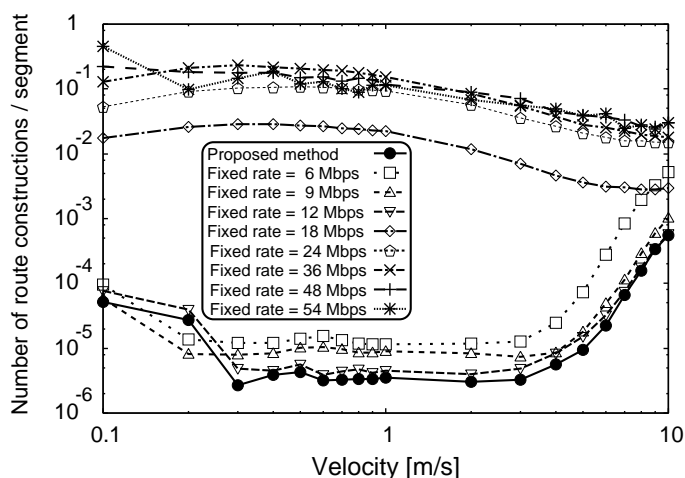 Number of route constructions / segment
1
10-1
10-2
10-3
10-4
10-5
10-6
Proposed method
Fixed rate = 6 Mbps
Fixed rate = 9 Mbps
Fixed rate = 12 Mbps
Fixed rate = 18 Mbps
Fixed rate = 24 Mbps
Fixed rate = 36 Mbps
Fixed rate = 48 Mbps
Fixed rate = 54 Mbps
0.1 1 10
Velocity [m/s]